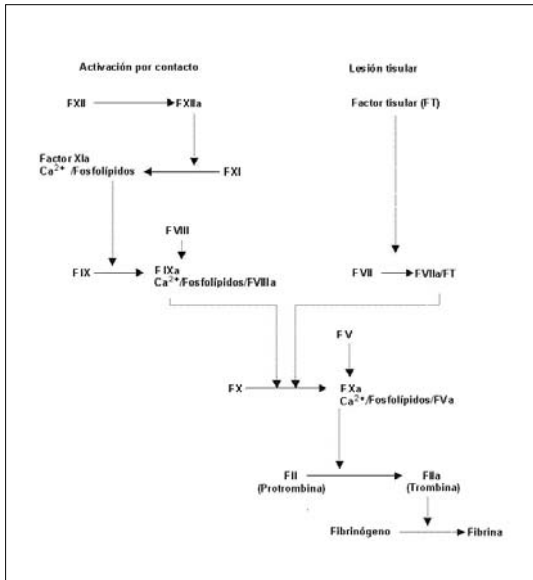 Activación por contacto
Lesión tisular
FXII
FXIIa
Factor tisular (FT)
Factor XIa
Ca2+ /Fosfolípidos
FXI
FVIII
FIX
FIXa
Ca2+/Fosfolípidos/FVIIIa
FVII
FVIIa/FT
FV
FX
FXa
Ca2+/Fosfolípidos/FVa
FII
(Protrombina)
FIIa
(Trombina)
Fibrinógeno
Fibrina